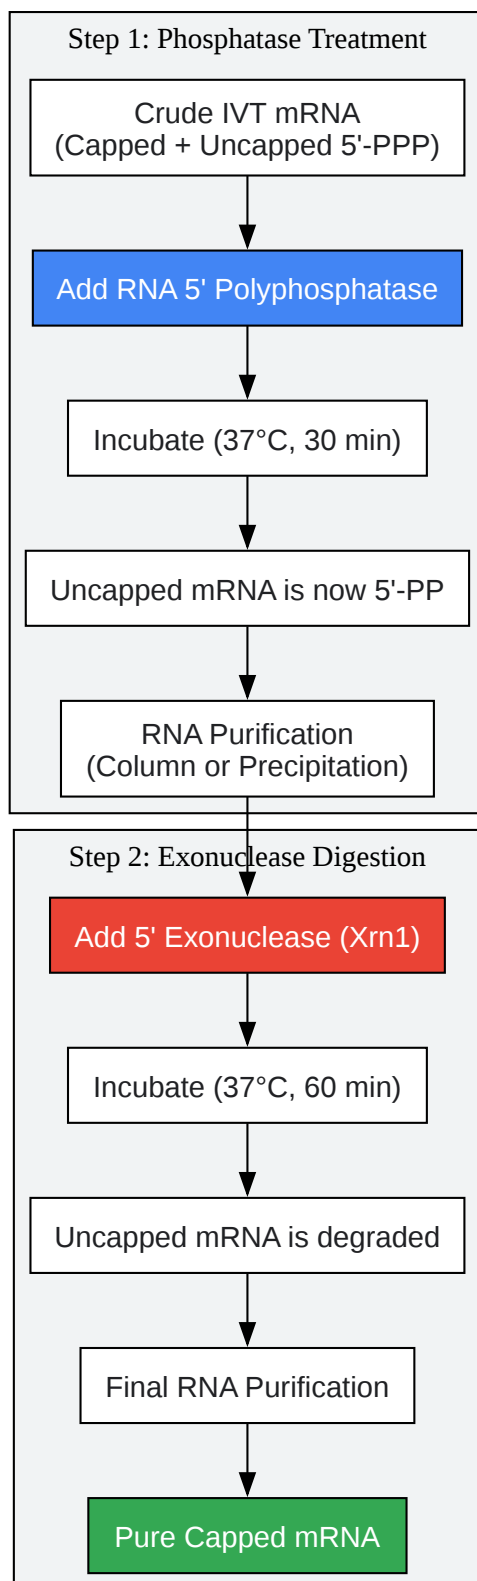 Step 1: Phosphatase Treatment
Crude IVT mRNA
(Capped + Uncapped 5'-PPP)
Add RNA 5' Polyphosphatase
Incubate (37°C, 30 min)
Uncapped mRNA is now 5'-PP
RNA Purification
(Column or Precipitation)
Step 2: Exonuclease Digestion
Add 5' Exonuclease (Xrn1)
Incubate (37°C, 60 min)
Uncapped mRNA is degraded
Final RNA Purification
Pure Capped mRNA